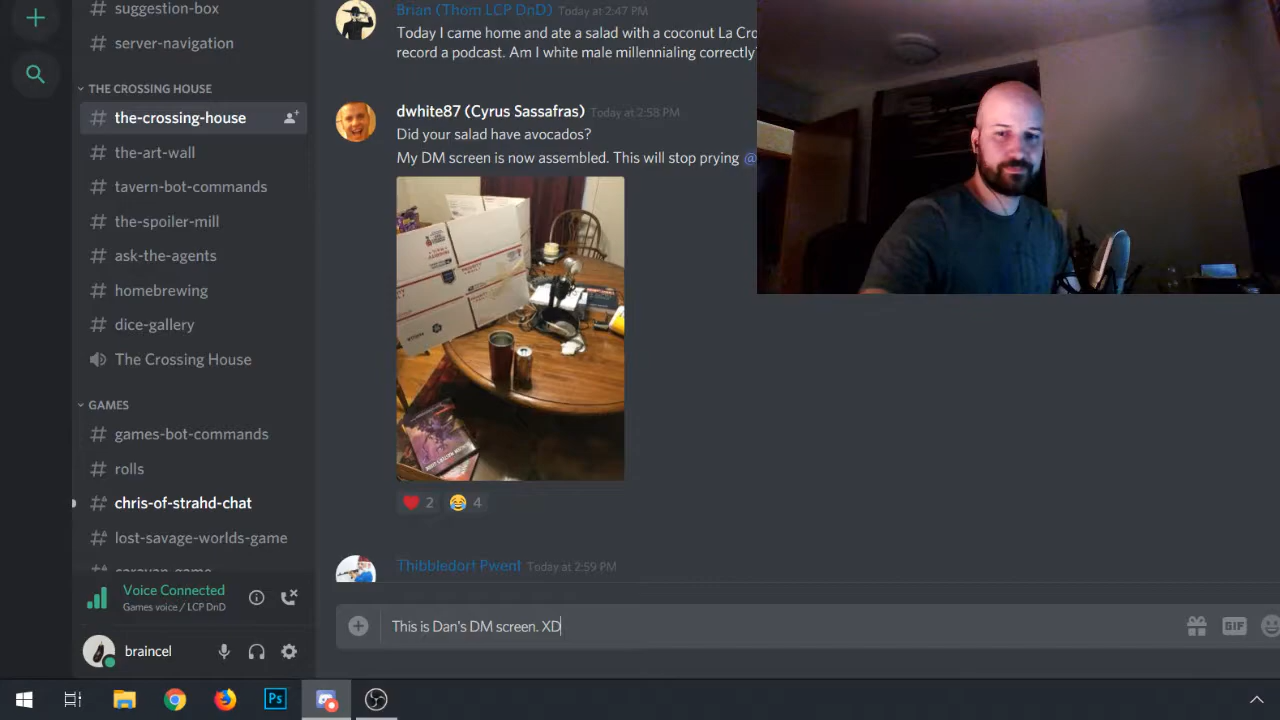 suggestion-box
server-navigation
THE CROSSING HOUSE
the-crossing-house
the-art-wall
tavern-bot-commands
the-spoiler-mill
ask-the-agents
homebrewing
dice-gallery
The Crossing House
GAMES
games-bot-commands
rolls
chris-of-strahd-chat
lost-savage-worlds-game
caravan-game
Voice Connected
Games voice / LCP DnD
braincel
Brian (Thom LCP DnD) Today at 2:47 PM
Today I came home and ate a salad with a coconut La Cro
record a podcast. Am I white male millennialing correctly
dwhite87 (Cyrus Sassafras) Today at 2:58 PM
Did your salad have avocados?
My DM screen is now assembled. This will stop prying @
2
4
Thibbledorf Pwent Today at 2:59 PM
This is Dan's DM screen. XD
GIF
Ps